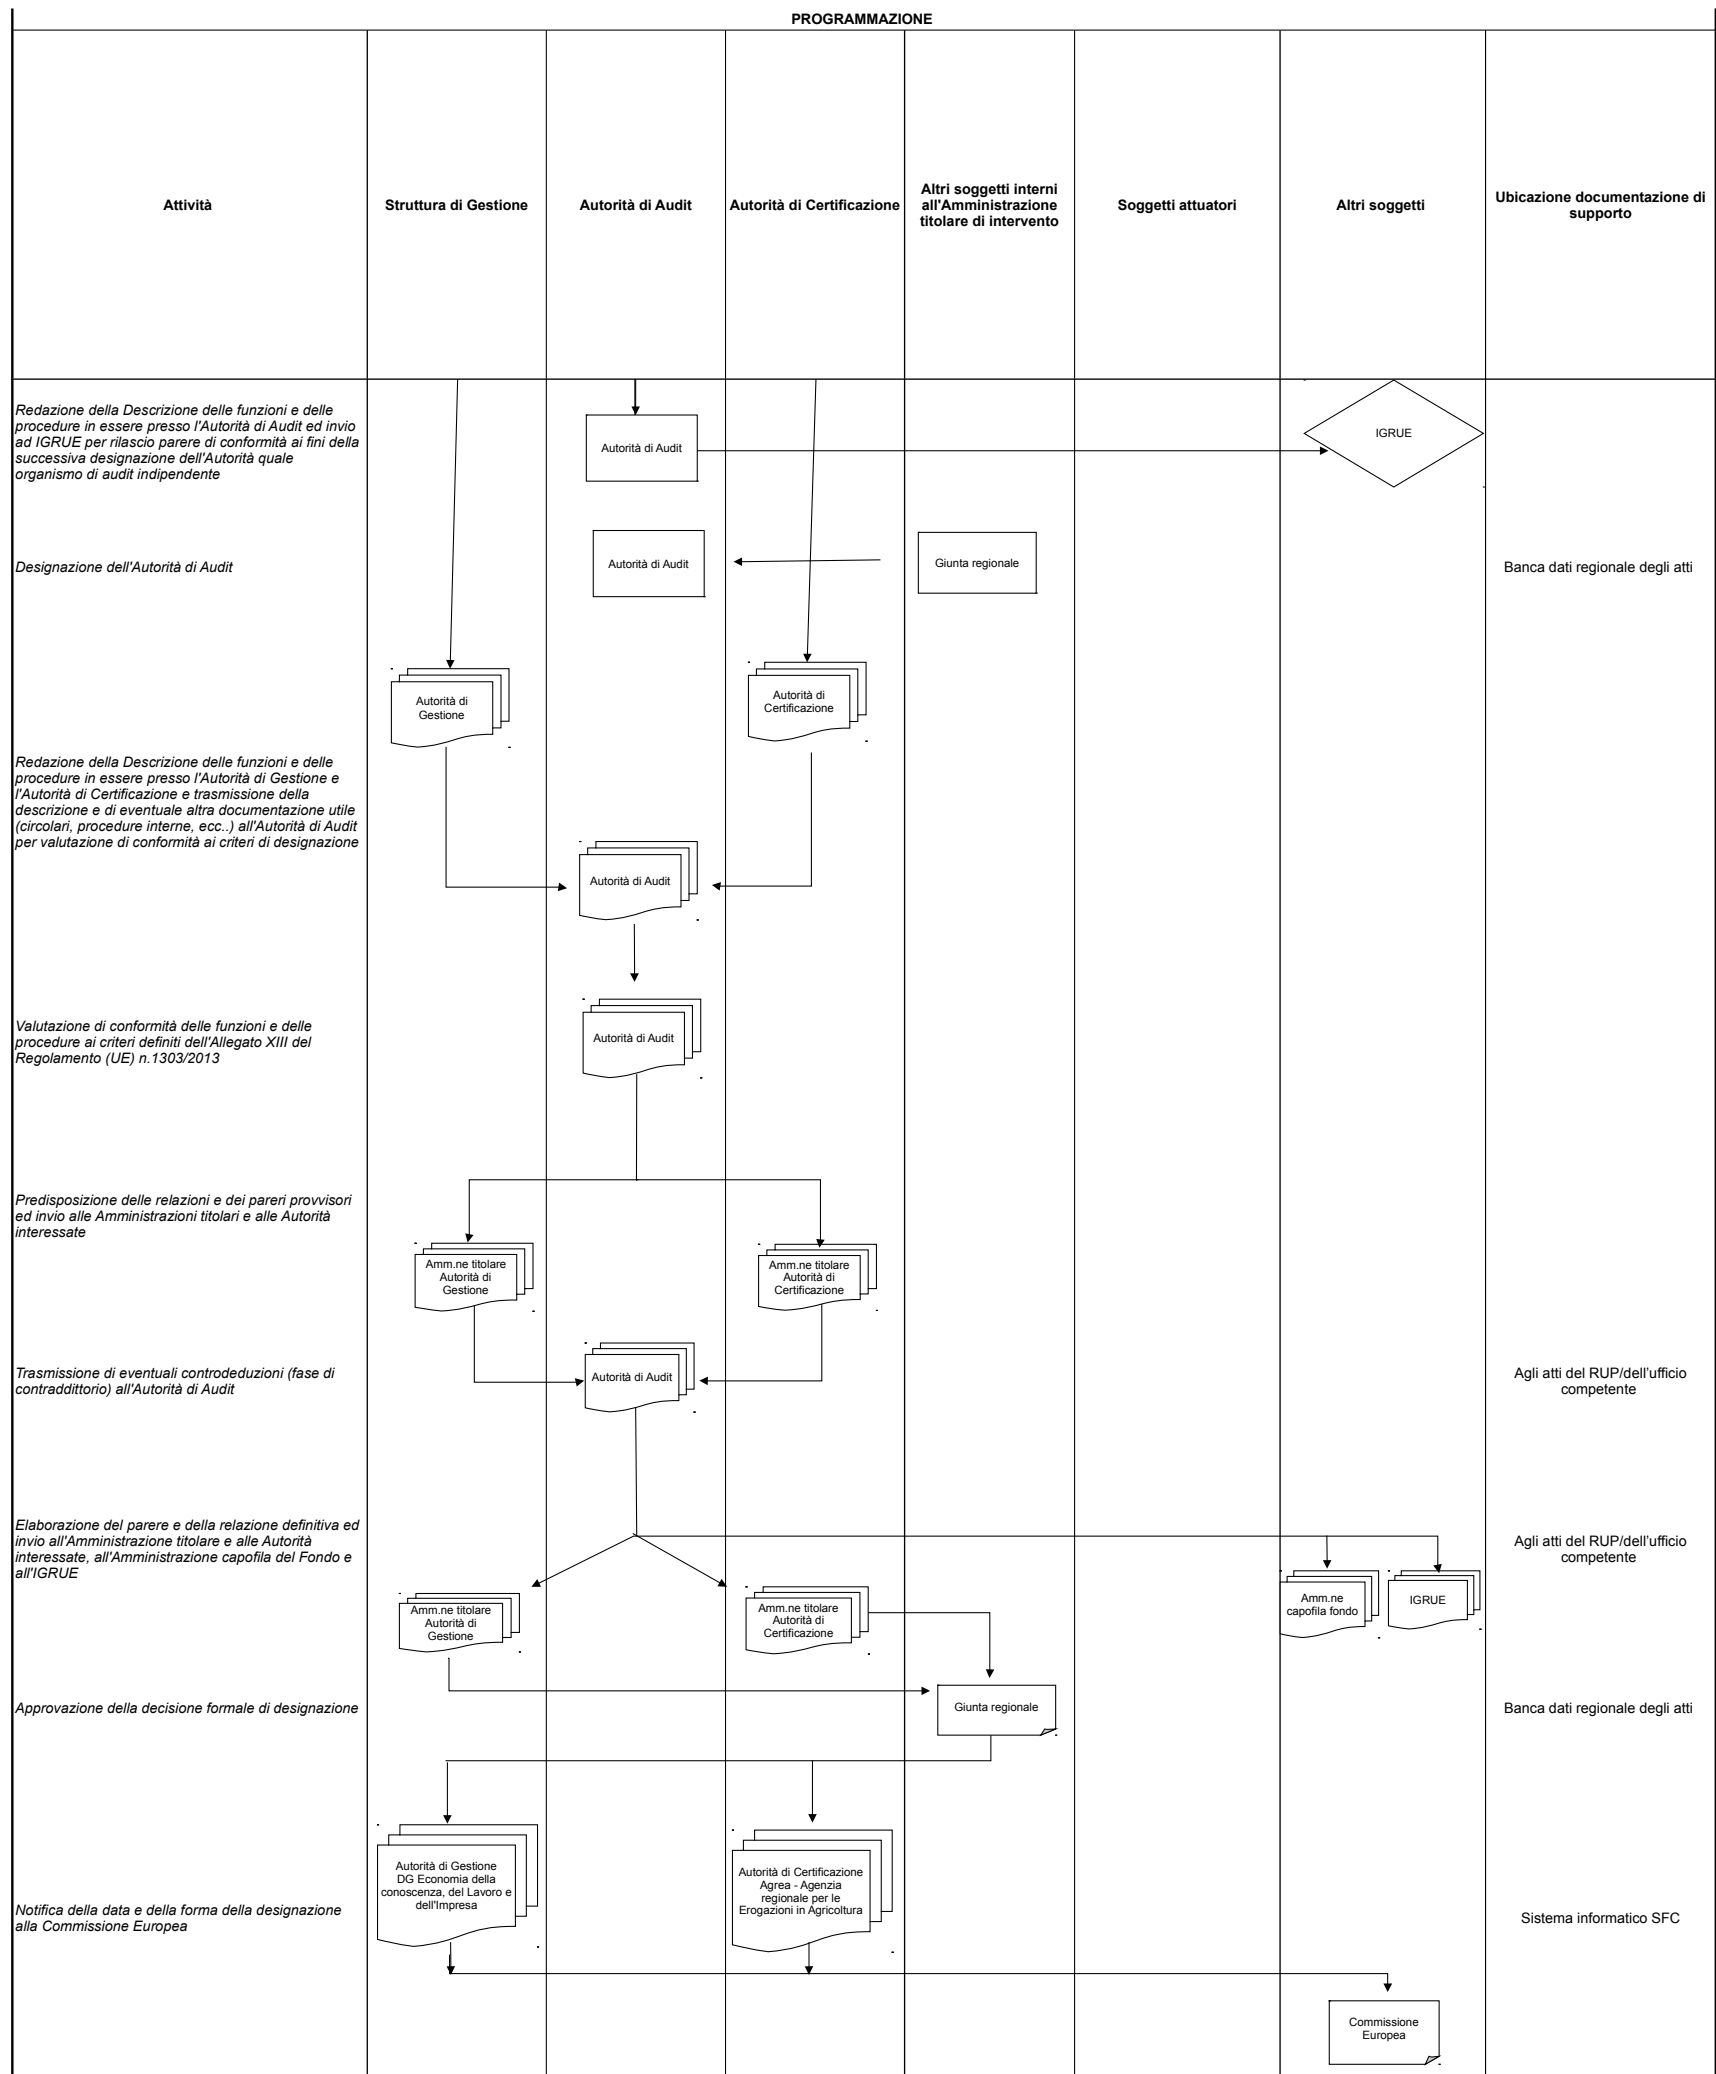 PROGRAMMAZIONE
Attività
Struttura di Gestione
Autorità di Audit
Autorità di Certificazione
Altri soggetti interni
all'Amministrazione
titolare di intervento
Soggetti attuatori
Altri soggetti
Ubicazione documentazione di
supporto
Redazione della Descrizione delle funzioni e delle
procedure in essere presso l'Autorità di Audit ed invio
ad IGRUE per rilascio parere di conformità ai fini della
successiva designazione dell'Autorità quale
organismo di audit indipendente
Autorità di Audit
IGRUE
Designazione dell'Autorità di Audit
Autorità di Audit
Giunta regionale
Banca dati regionale degli atti
Autorità di
Gestione
Autorità di
Certificazione
Redazione della Descrizione delle funzioni e delle
procedure in essere presso l'Autorità di Gestione e
l'Autorità di Certificazione e trasmissione della
descrizione e di eventuale altra documentazione utile
(circolari, procedure interne, ecc..) all'Autorità di Audit
per valutazione di conformità ai criteri di designazione
Autorità di Audit
Valutazione di conformità delle funzioni e delle
procedure ai criteri definiti dell'Allegato XIII del
Regolamento (UE) n.1303/2013
Autorità di Audit
Predisposizione delle relazioni e dei pareri provvisori
ed invio alle Amministrazioni titolari e alle Autorità
interessate
Amm.ne titolare
Autorità di
Gestione
Amm.ne titolare
Autorità di
Certificazione
Trasmissione di eventuali controdeduzioni (fase di
contraddittorio) all'Autorità di Audit
Autorità di Audit
Agli atti del RUP/dell’ufficio
competente
Elaborazione del parere e della relazione definitiva ed
invio all'Amministrazione titolare e alle Autorità
interessate, all'Amministrazione capofila del Fondo e
all'IGRUE
Amm.ne titolare
Autorità di
Gestione
Amm.ne titolare
Autorità di
Certificazione
Amm.ne
capofila fondo
IGRUE
Agli atti del RUP/dell’ufficio
competente
Approvazione della decisione formale di designazione
Giunta regionale
Banca dati regionale degli atti
Notifica della data e della forma della designazione
alla Commissione Europea
Autorità di Gestione
DG Economia della
conoscenza, del Lavoro e
dell'Impresa
Autorità di Certificazione
Agrea - Agenzia
regionale per le
Erogazioni in Agricoltura
Sistema informatico SFC
Commissione
Europea